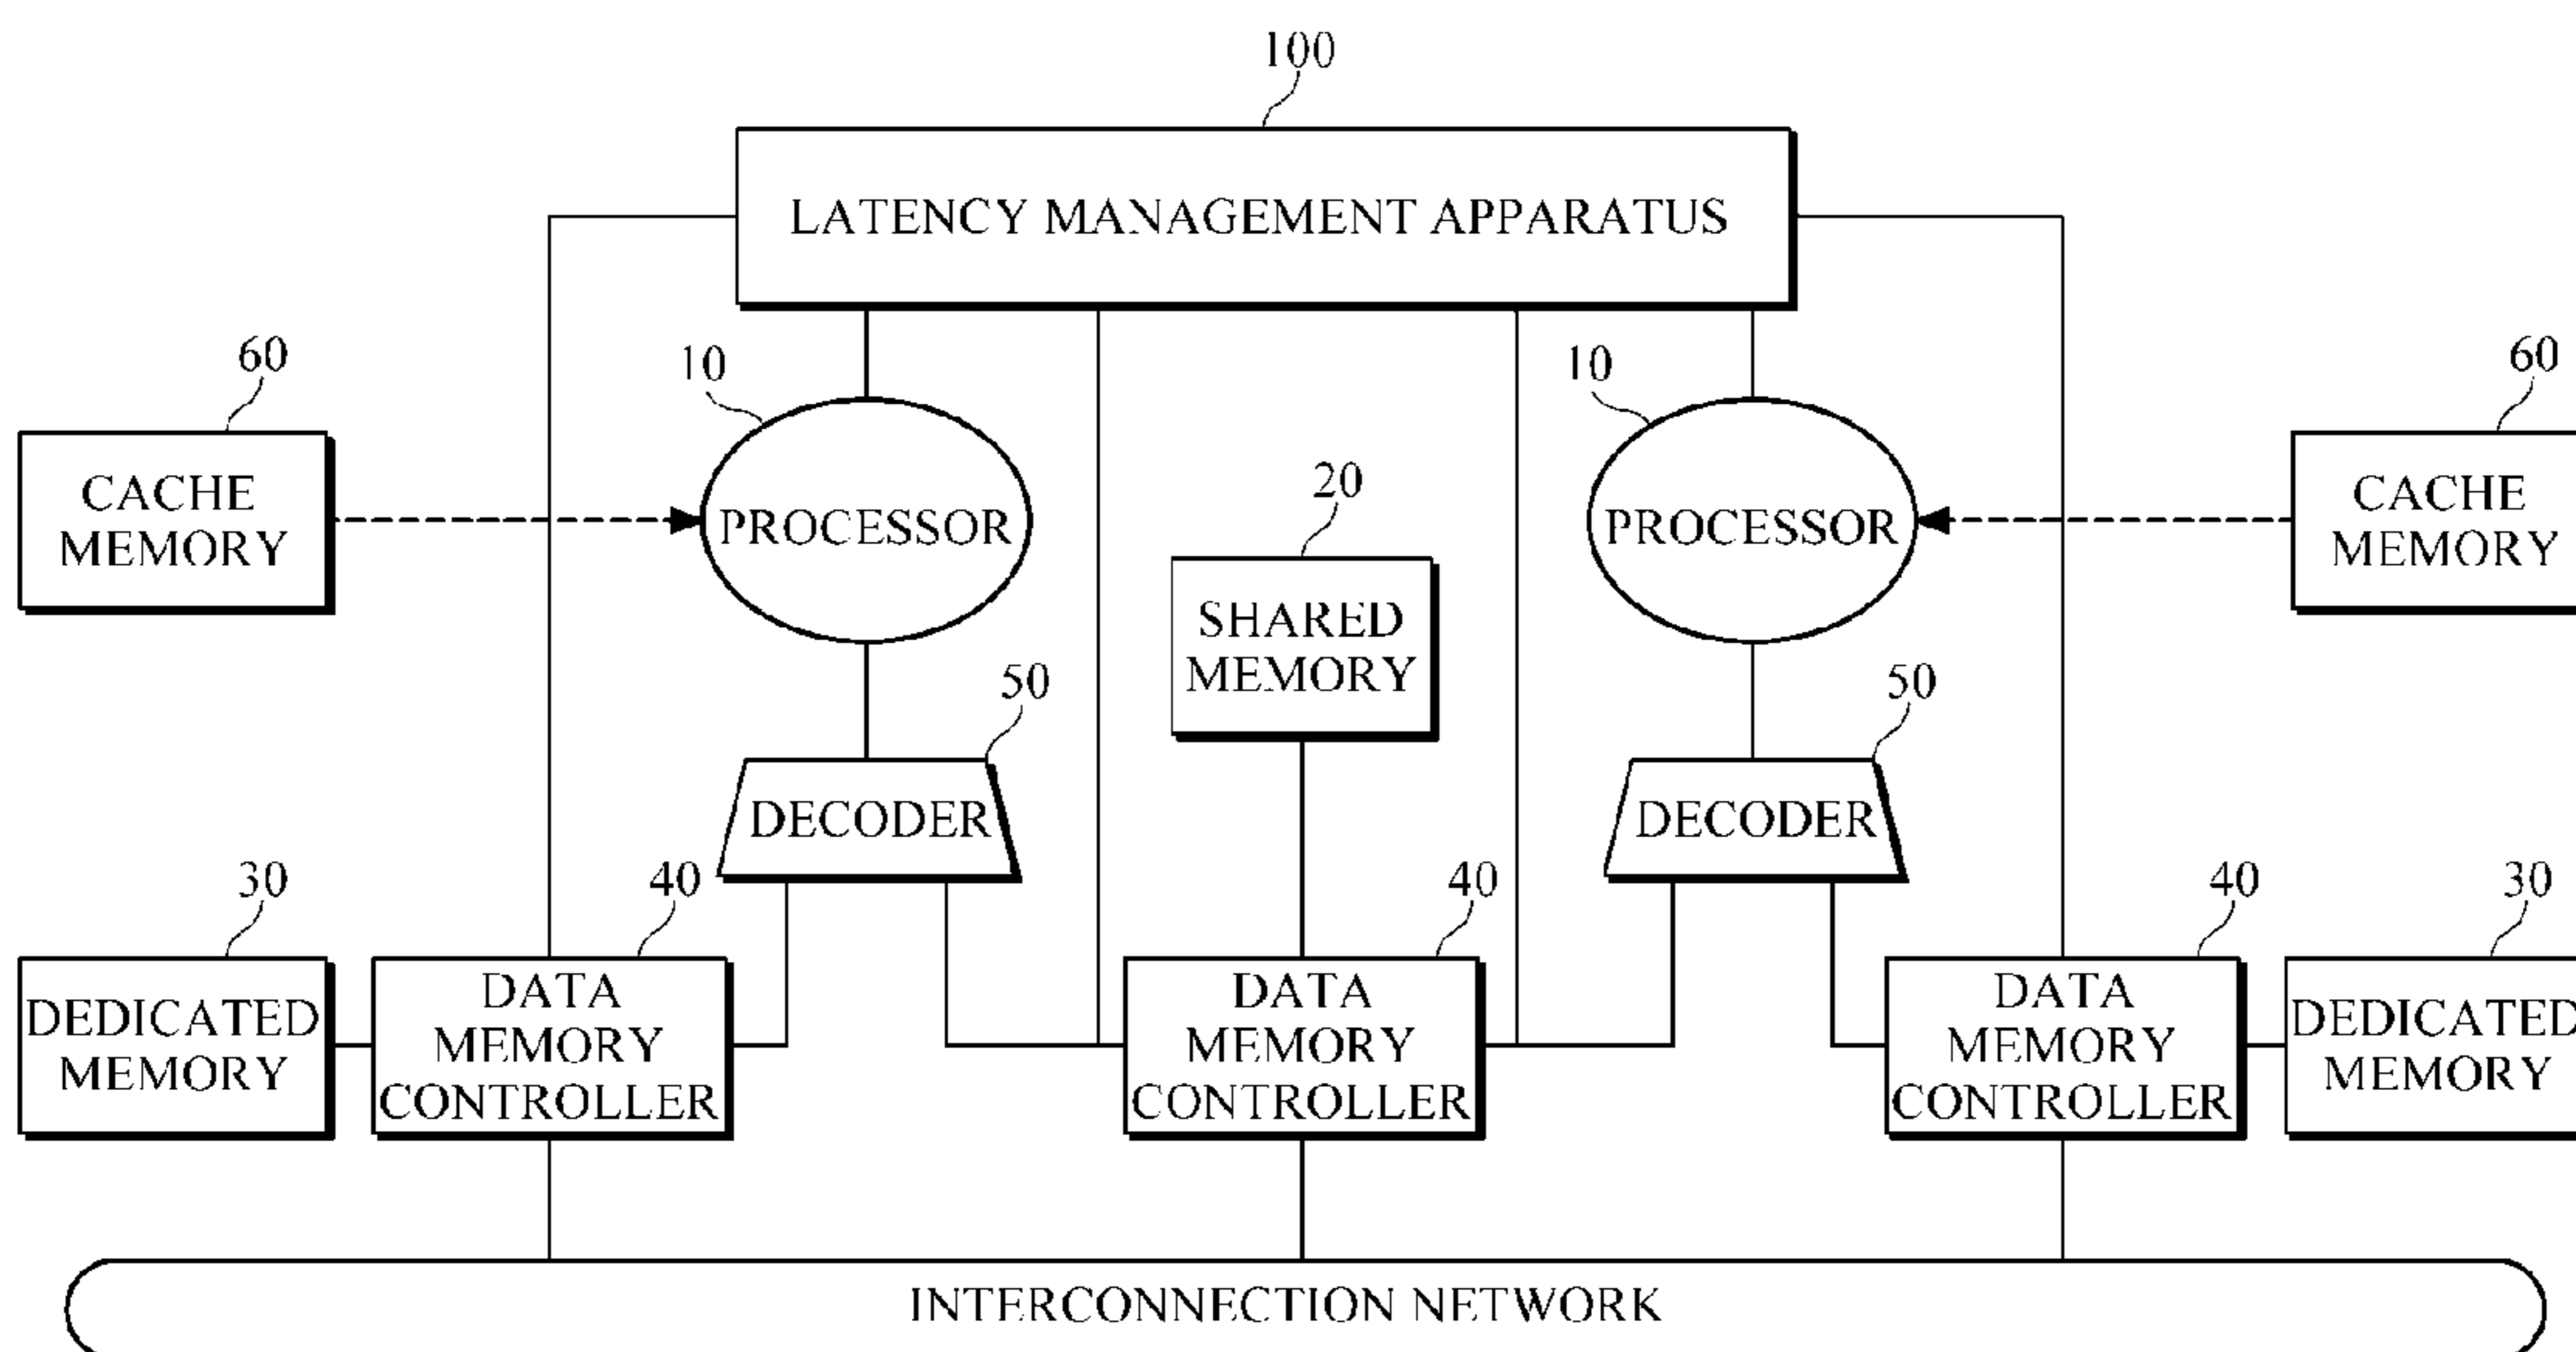 100
LATENCY MANAGEMENT APPARATUS
60
10
10
60
CACHE
MEMORY
PROCESSOR
20
PROCESSOR
CACHE
MEMORY
SHARED
MEMORY
50
50
DECODER
DECODER
30
40
40
40
30
DEDICATED
MEMORY
DATA
MEMORY
CONTROLLER
DATA
MEMORY
CONTROLLER
DATA
MEMORY
CONTROLLER
DEDICATED
MEMORY
INTERCONNECTION NETWORK